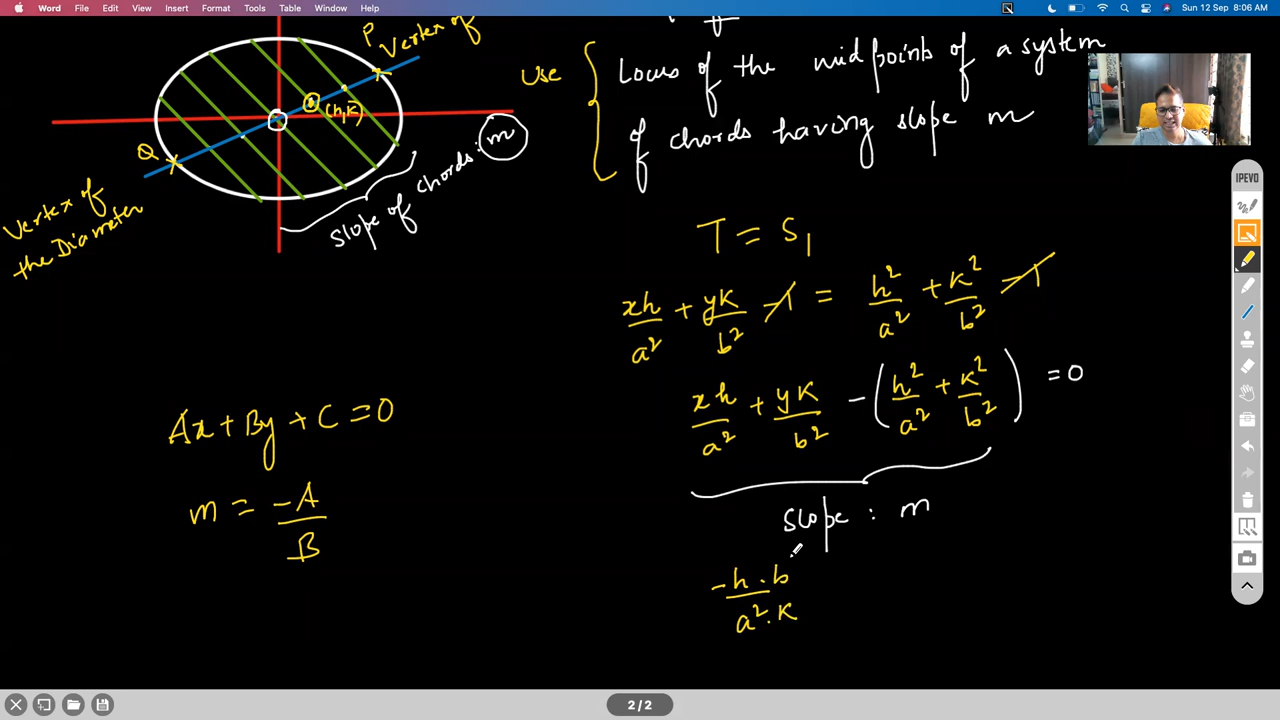 Word File Edit View Insert Format Tools Table Window Help
Sun 12 Sep 8:06 AM
P Vertex of
(h,k)
Q
Vertex of
the Diameter
slope of chords : m
Use
Locus of the mid points of a system
of chords having slope m
T = S₁
xh/a² + yk/b² - 1 = h²/a² + k²/b² - 1
xh/a² + yk/b² - (h²/a² + k²/b²) = 0
slope : m
-h . b / a² . k
Ax + By + C = 0
m = -A/B
IPEVO
2 / 2